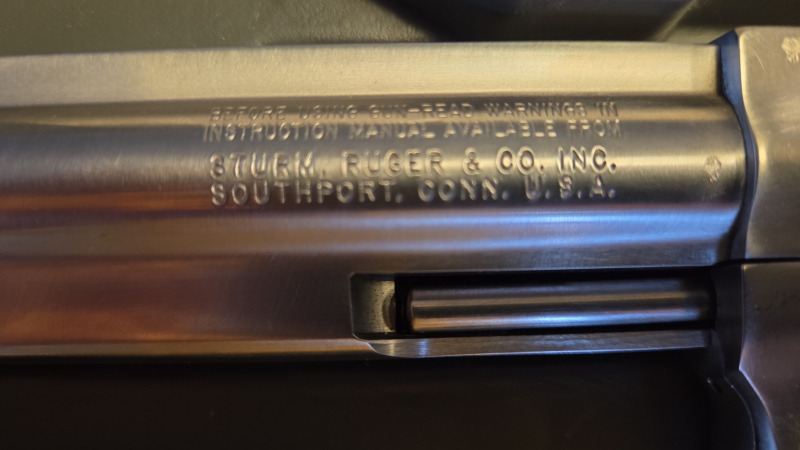 BEFORE USING GUN-READ WARNINGS IN
INSTRUCTION MANUAL AVAILABLE FROM
STURM, RUGER & CO. INC.
SOUTHPORT, CONN. U.S.A.